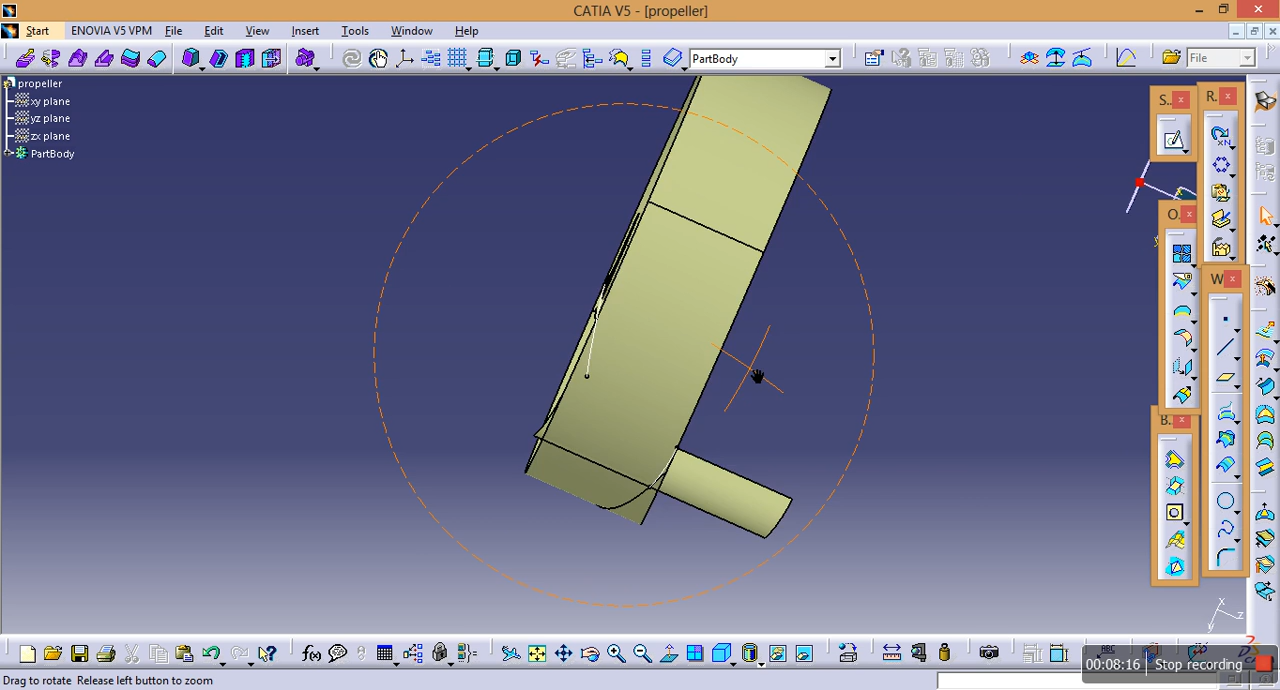 CATIA V5 - [propeller]
Start ENOVIA V5 VPM File Edit View Insert Tools Window Help
PartBody
File
propeller
xy plane
yz plane
zx plane
PartBody
S...
R...
O...
W
B...
x
z
y
00:08:16 Stop recording
Drag to rotate Release left button to zoom